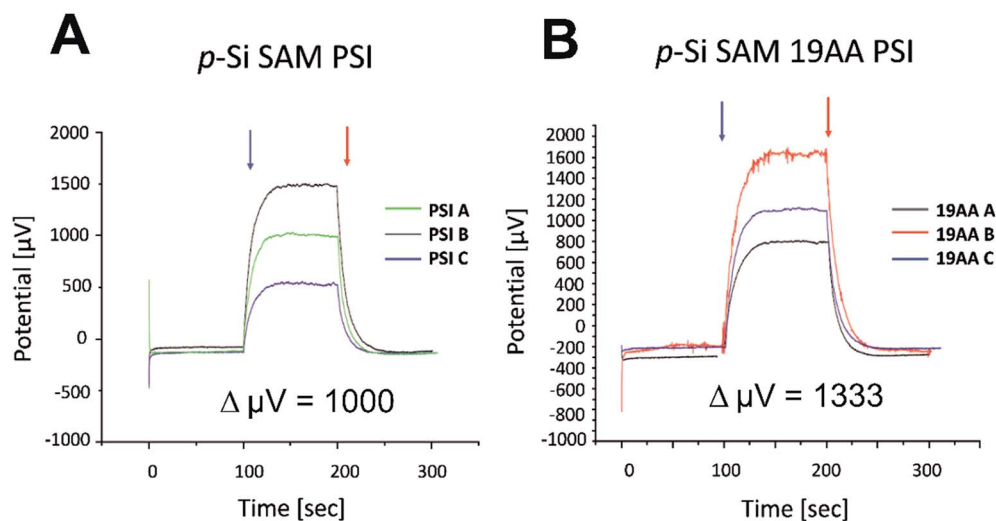 A
p-Si SAM PSI
2000
1500
1000
500
0
-500
-1000
Potential [µV]
PSI A
PSI B
PSI C
Δ µV = 1000
0 100 200 300
Time [sec]
B
p-Si SAM 19AA PSI
2000
1600
1400
1200
1000
800
600
400
200
0
-200
-400
-600
-800
-1000
Potential [µV]
19AA A
19AA B
19AA C
Δ µV = 1333
0 100 200 300
Time [sec]